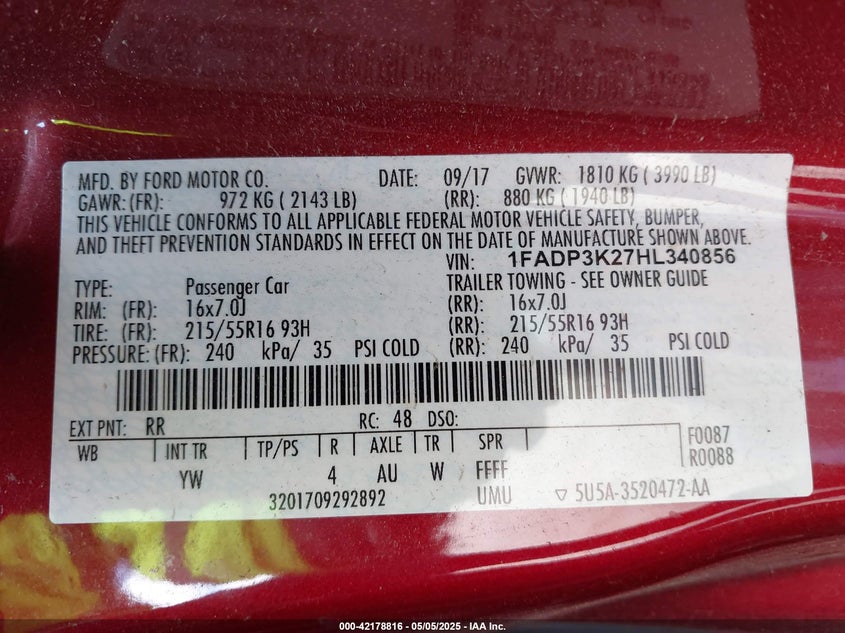 MFD. BY FORD MOTOR CO. DATE: 09/17 GVWR: 1810 KG ( 3990 LB)
GAWR:(FR): 972 KG ( 2143 LB) (RR): 880 KG ( 1940 LB)
THIS VEHICLE CONFORMS TO ALL APPLICABLE FEDERAL MOTOR VEHICLE SAFETY, BUMPER,
AND THEFT PREVENTION STANDARDS IN EFFECT ON THE DATE OF MANUFACTURE SHOWN ABOVE.
VIN: 1FADP3K27HL340856
TYPE: Passenger Car TRAILER TOWING - SEE OWNER GUIDE
RIM: (FR): 16x7.0J (RR): 16x7.0J
TIRE: (FR): 215/55R16 93H (RR): 215/55R16 93H
PRESSURE: (FR): 240 kPa/ 35 PSI COLD (RR): 240 kPa/ 35 PSI COLD
EXT PNT: RR RC: 48 DSO:
WB INT TR TP/PS R AXLE TR SPR F0087
YW 4 AU W FFFF R0088
3201709292892 UMU ▽ 5U5A-3520472-AA
000-42178816 - 05/05/2025 - IAA Inc.